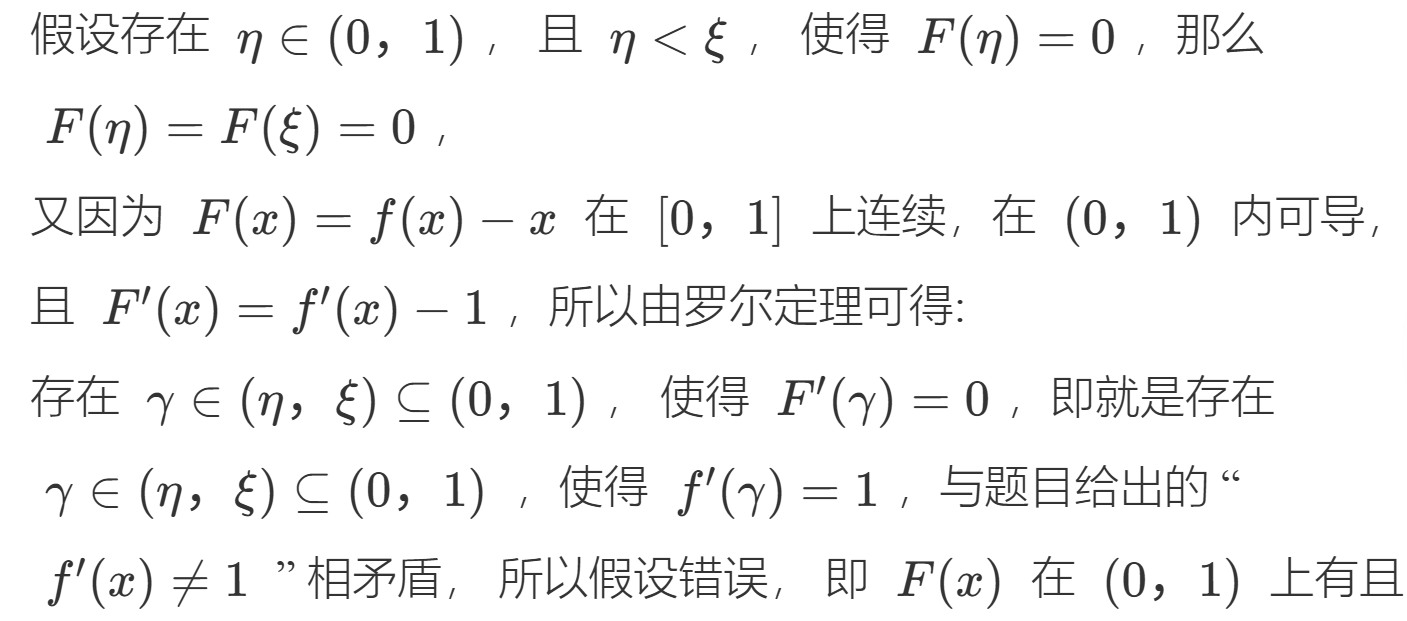 假设存在 η ∈ (0，1)， 且 η < ξ， 使得 F(η) = 0，那么
F(η) = F(ξ) = 0，
又因为 F(x) = f(x) − x 在 [0，1] 上连续，在 (0，1) 内可导，
且 F′(x) = f′(x) − 1，所以由罗尔定理可得:
存在 γ ∈ (η，ξ) ⊆ (0，1)， 使得 F′(γ) = 0，即就是存在
γ ∈ (η，ξ) ⊆ (0，1) ，使得 f′(γ) = 1，与题目给出的 “
f′(x) ≠ 1 ” 相矛盾， 所以假设错误， 即 F(x) 在 (0，1) 上有且